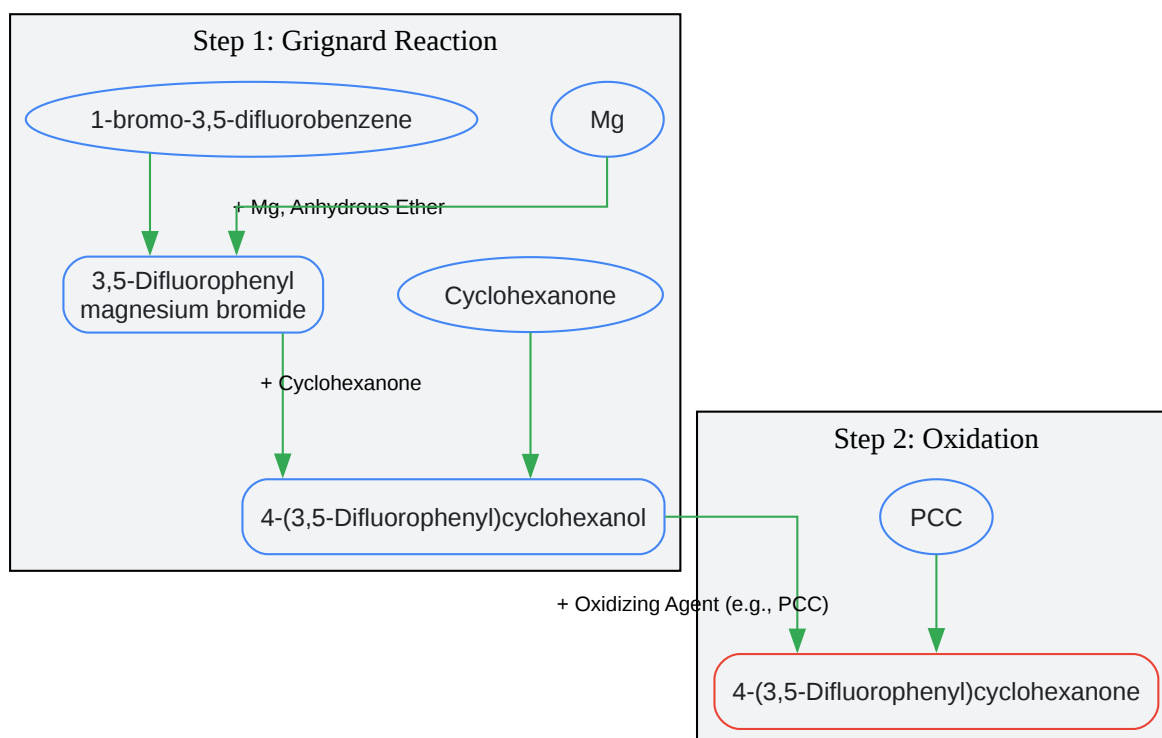 Step 1: Grignard Reaction
1-bromo-3,5-difluorobenzene
Mg
+ Mg, Anhydrous Ether
3,5-Difluorophenyl
magnesium bromide
Cyclohexanone
+ Cyclohexanone
4-(3,5-Difluorophenyl)cyclohexanol
Step 2: Oxidation
PCC
+ Oxidizing Agent (e.g., PCC)
4-(3,5-Difluorophenyl)cyclohexanone